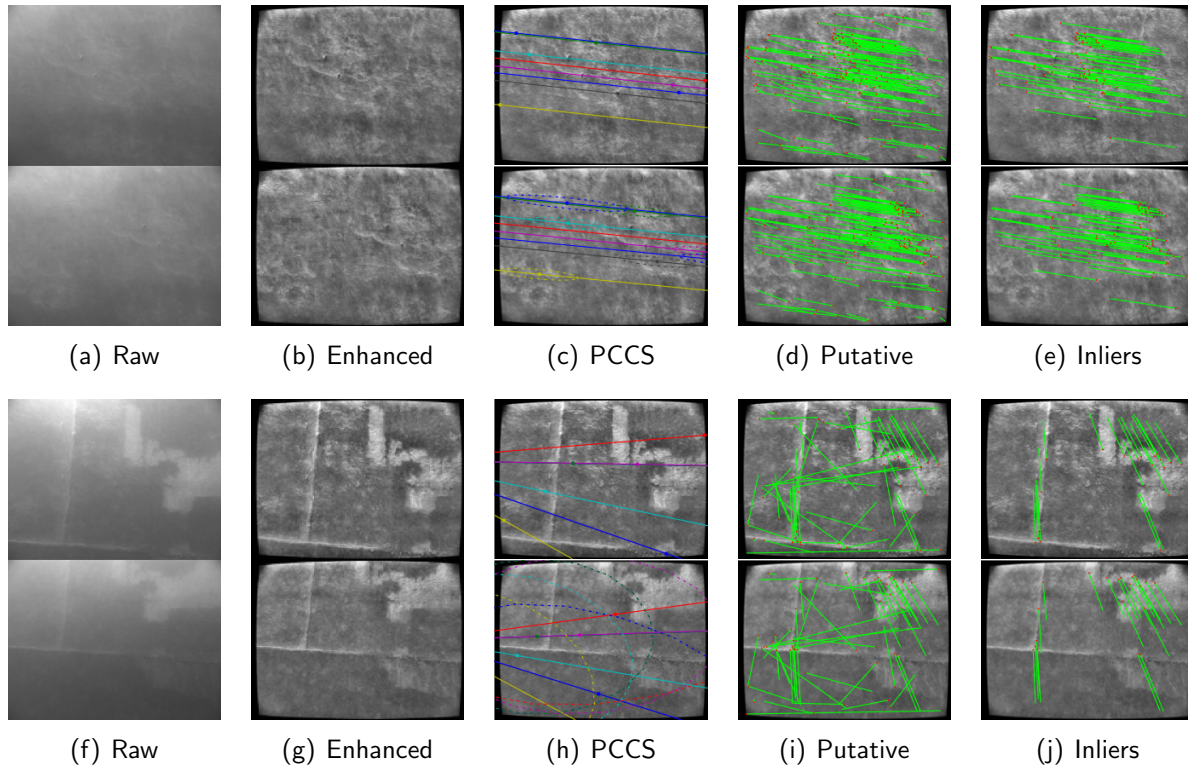 (a) Raw (b) Enhanced (c) PCCS (d) Putative (e) Inliers
(f) Raw (g) Enhanced (h) PCCS (i) Putative (j) Inliers